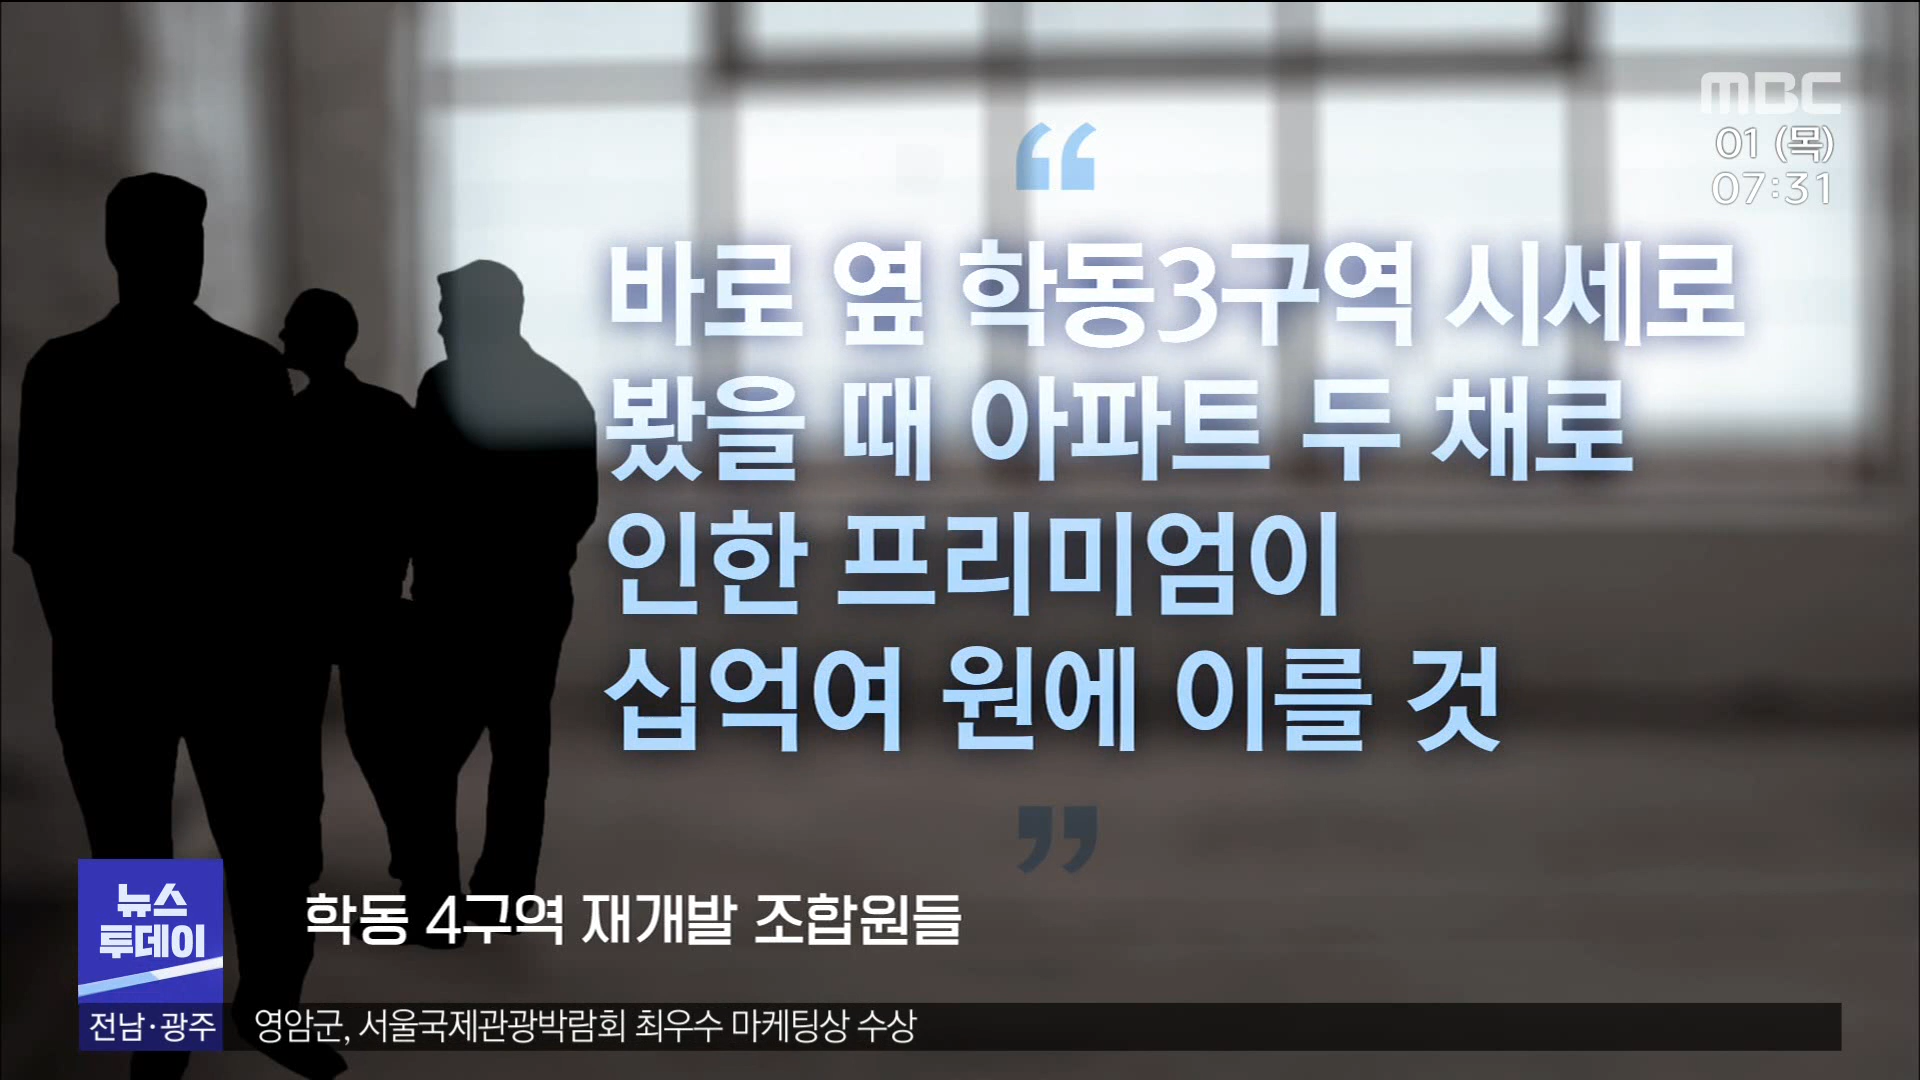 MBC
01 (목)
07:31
“
바로 옆 학동3구역 시세로
봤을 때 아파트 두 채로
인한 프리미엄이
십억여 원에 이를 것
”
학동 4구역 재개발 조합원들
뉴스
투데이
전남·광주 영암군, 서울국제관광박람회 최우수 마케팅상 수상